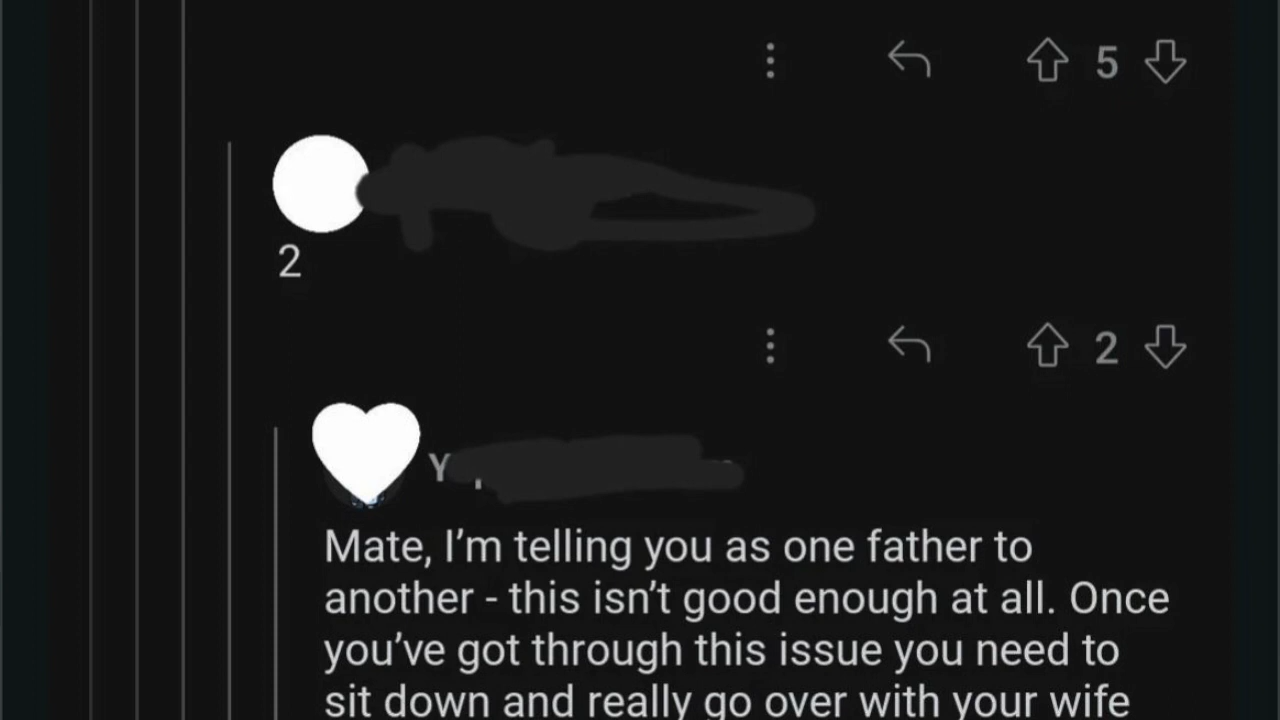 5
2
2
Y
Mate, I’m telling you as one father to
another - this isn’t good enough at all. Once
you’ve got through this issue you need to
sit down and really go over with your wife